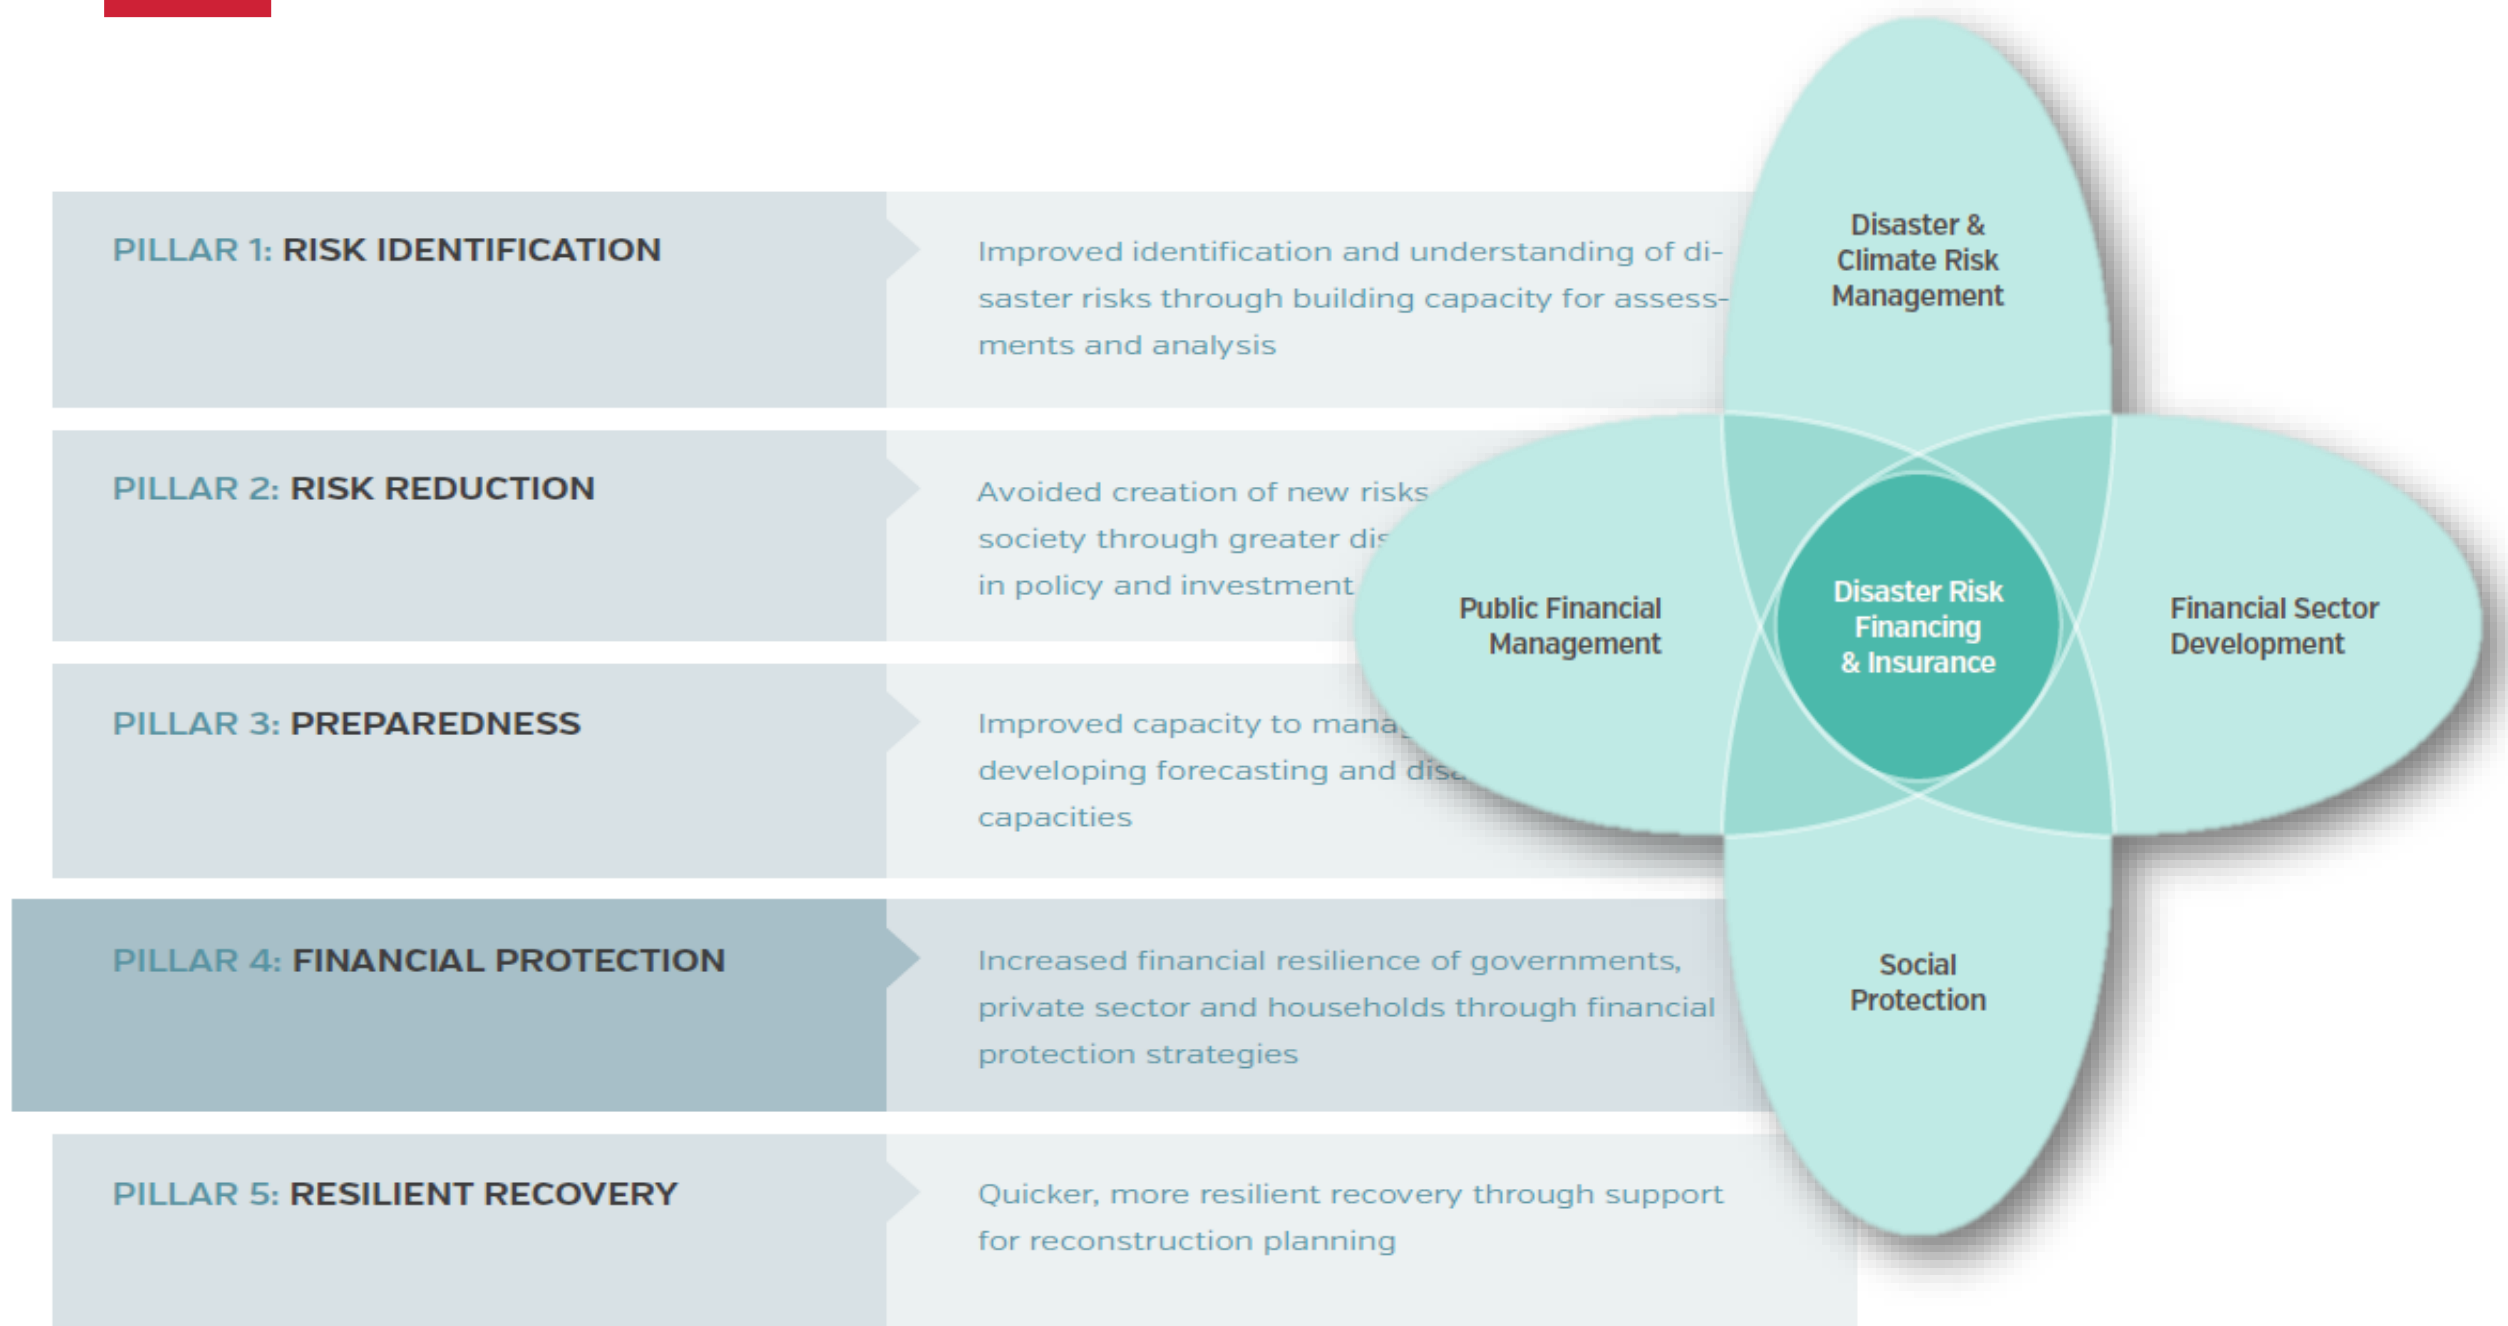 PILLAR 1: RISK IDENTIFICATION
Improved identification and understanding of di-
saster risks through building capacity for assess-
ments and analysis
PILLAR 2: RISK REDUCTION
Avoided creation of new risks
society through greater
in policy and investment
PILLAR 3: PREPAREDNESS
Improved capacity to
developing forecasting and
capacities
PILLAR 4: FINANCIAL PROTECTION
Increased financial resilience of governments,
private sector and households through financial
protection strategies
PILLAR 5: RESILIENT RECOVERY
Quicker, more resilient recovery through support
for reconstruction planning
Disaster &
Climate Risk
Management
Public Financial
Management
Disaster Risk
Financing
& Insurance
Financial Sector
Development
Social
Protection